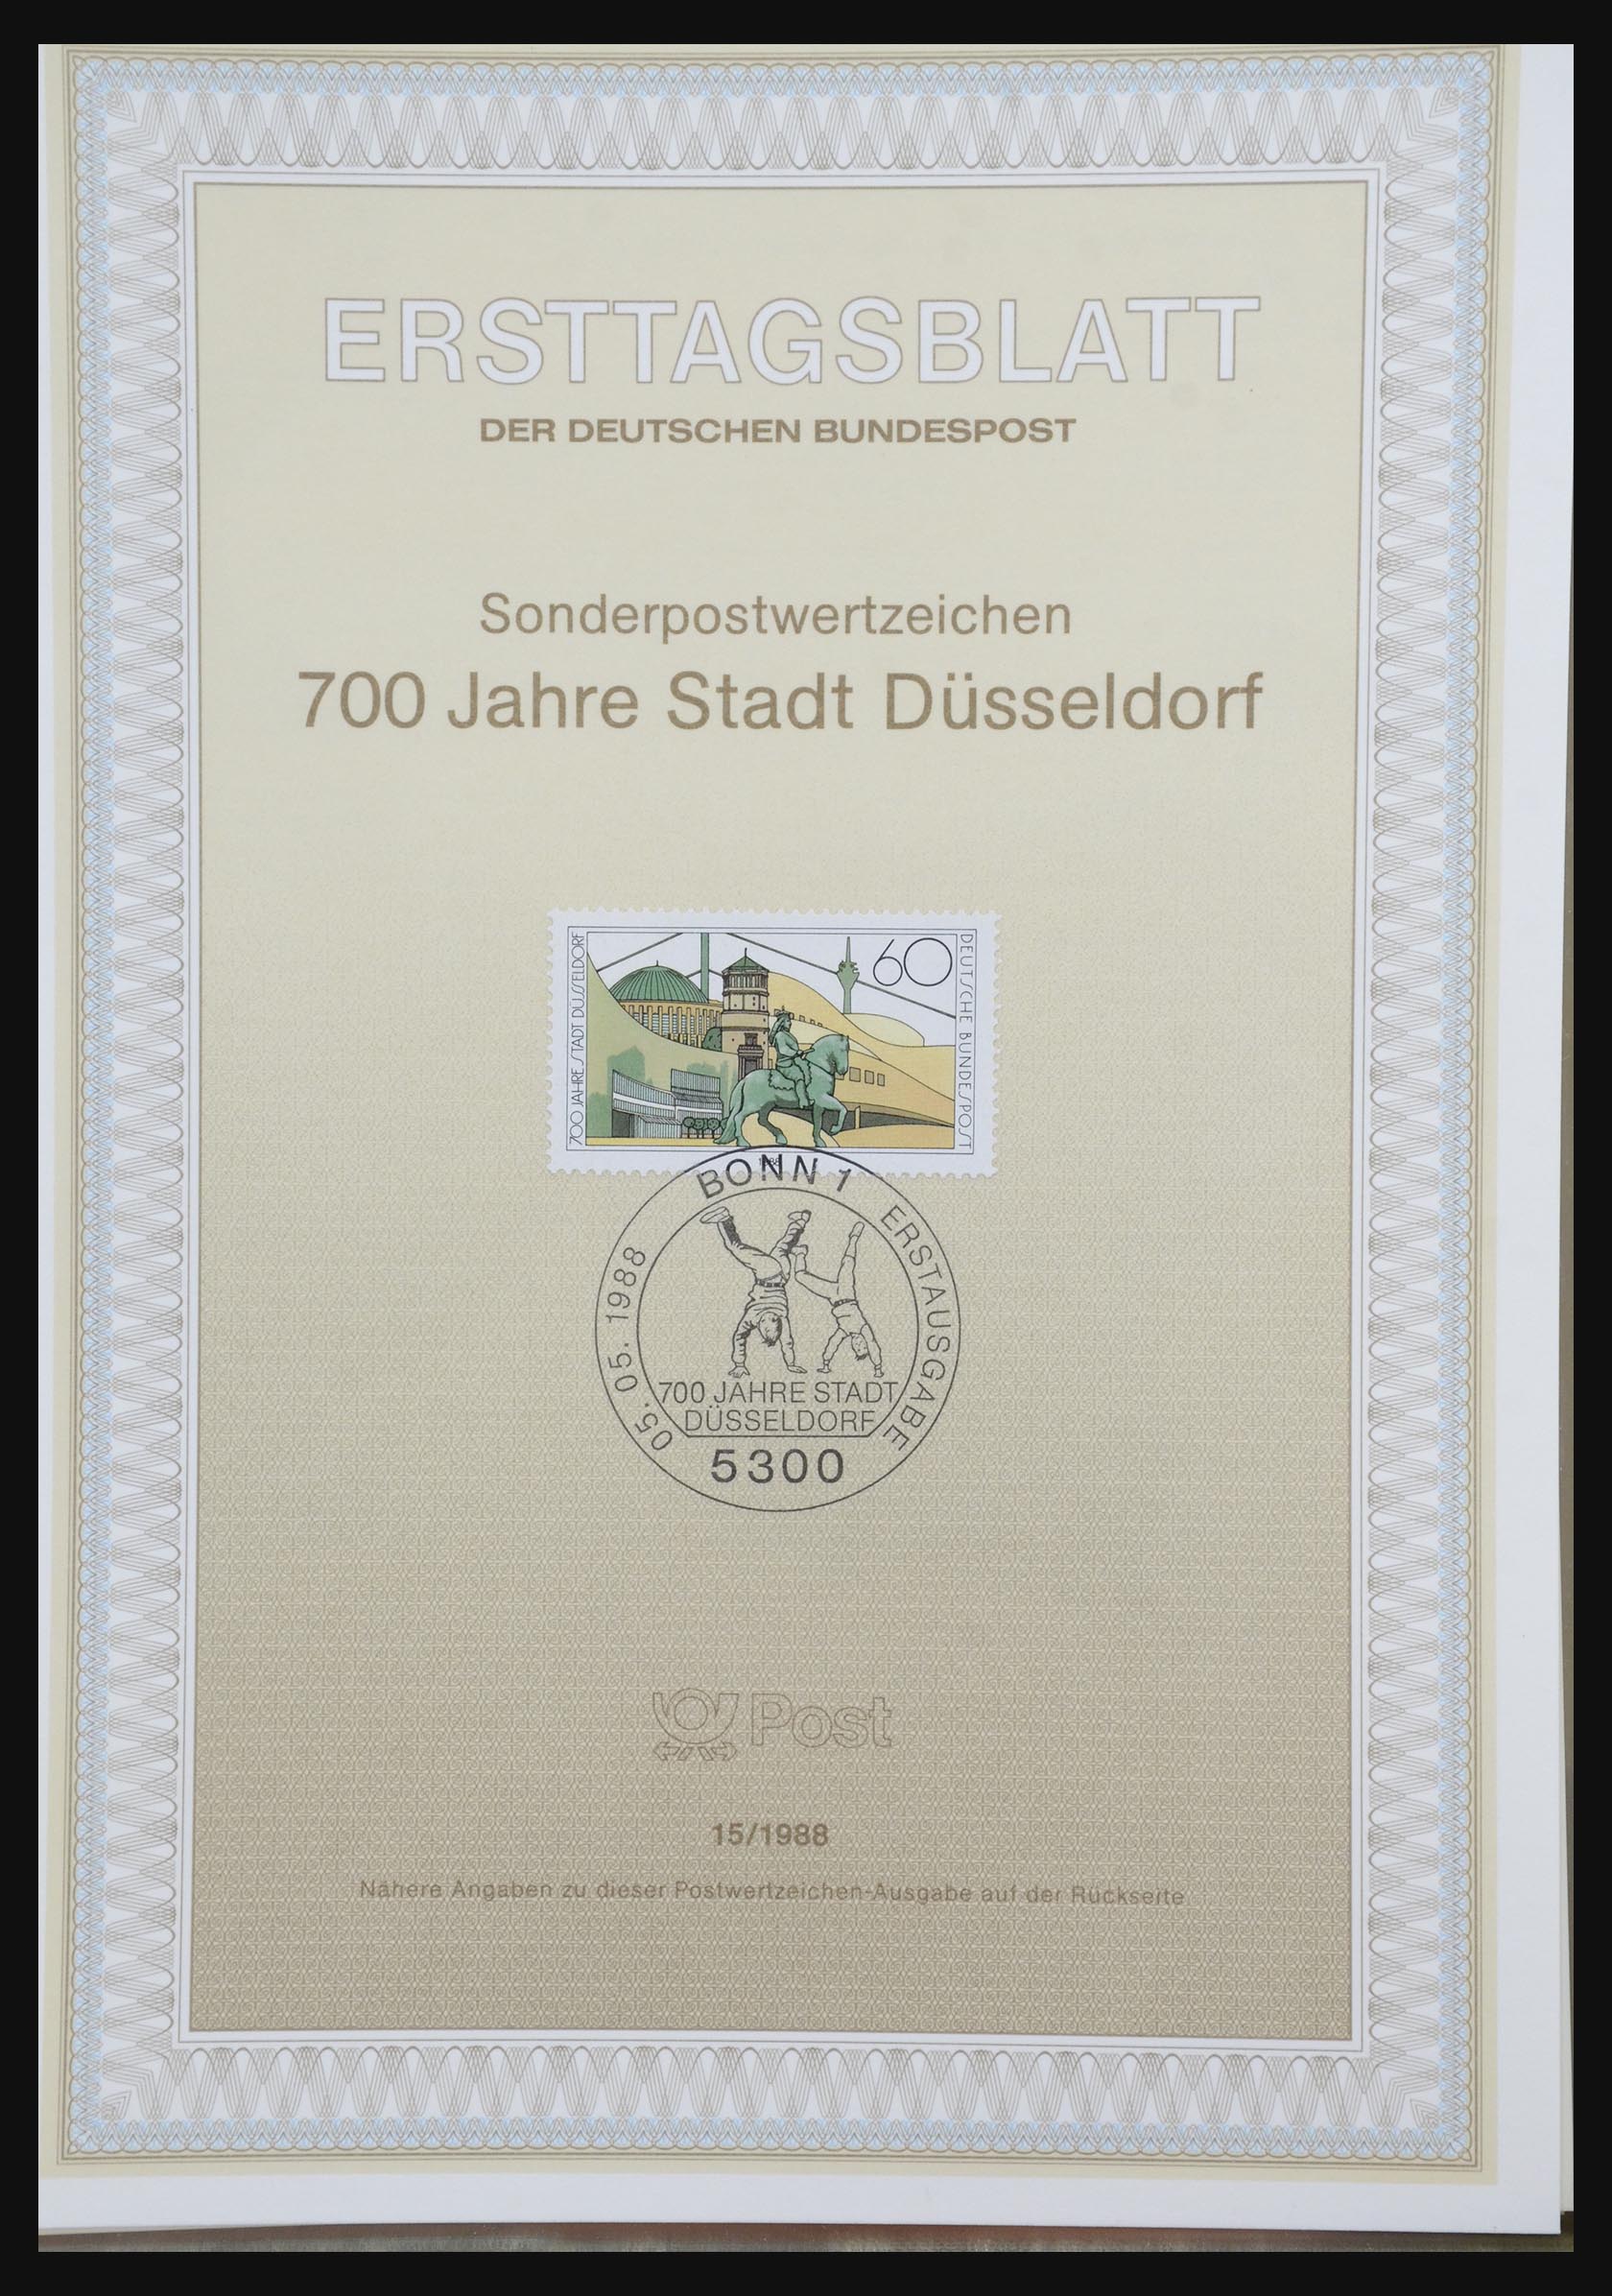 ERSTTAGSBLATT
DER DEUTSCHEN BUNDESPOST
Sonderpostwertzeichen
700 Jahre Stadt Düsseldorf
700 JAHRE STADT DÜSSELDORF
60
DEUTSCHE BUNDESPOST
1988
BONN 1
05.05.1988
ERSTAUSGABE
700 JAHRE STADT
DÜSSELDORF
5300
Post
15/1988
Nähere Angaben zu dieser Postwertzeichen-Ausgabe auf der Rückseite